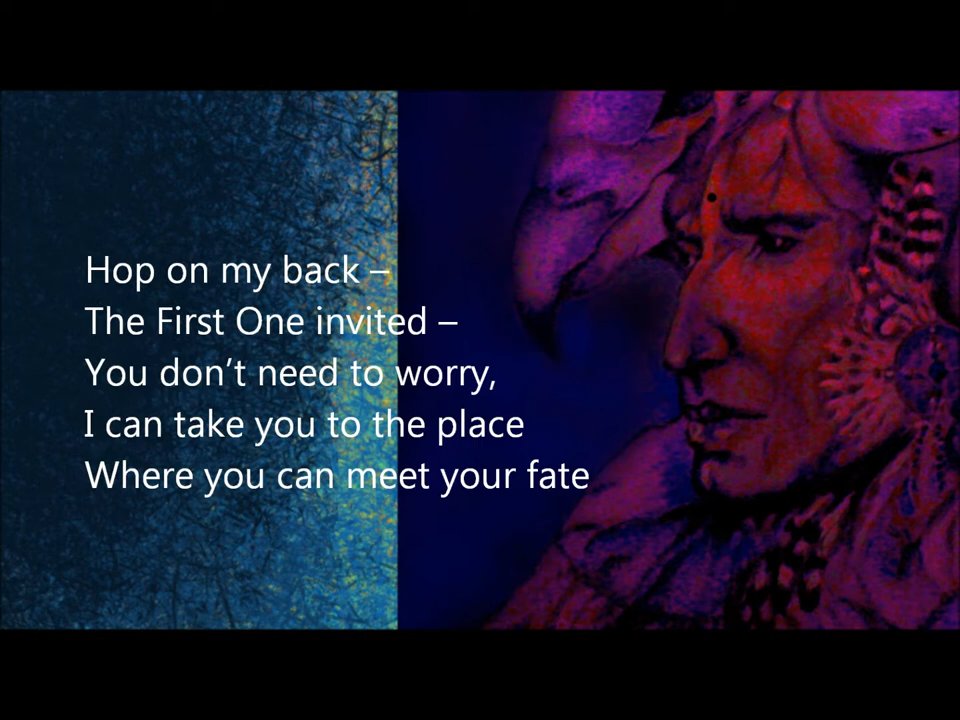 Hop on my back –
The First One invited –
You don’t need to worry,
I can take you to the place
Where you can meet your fate